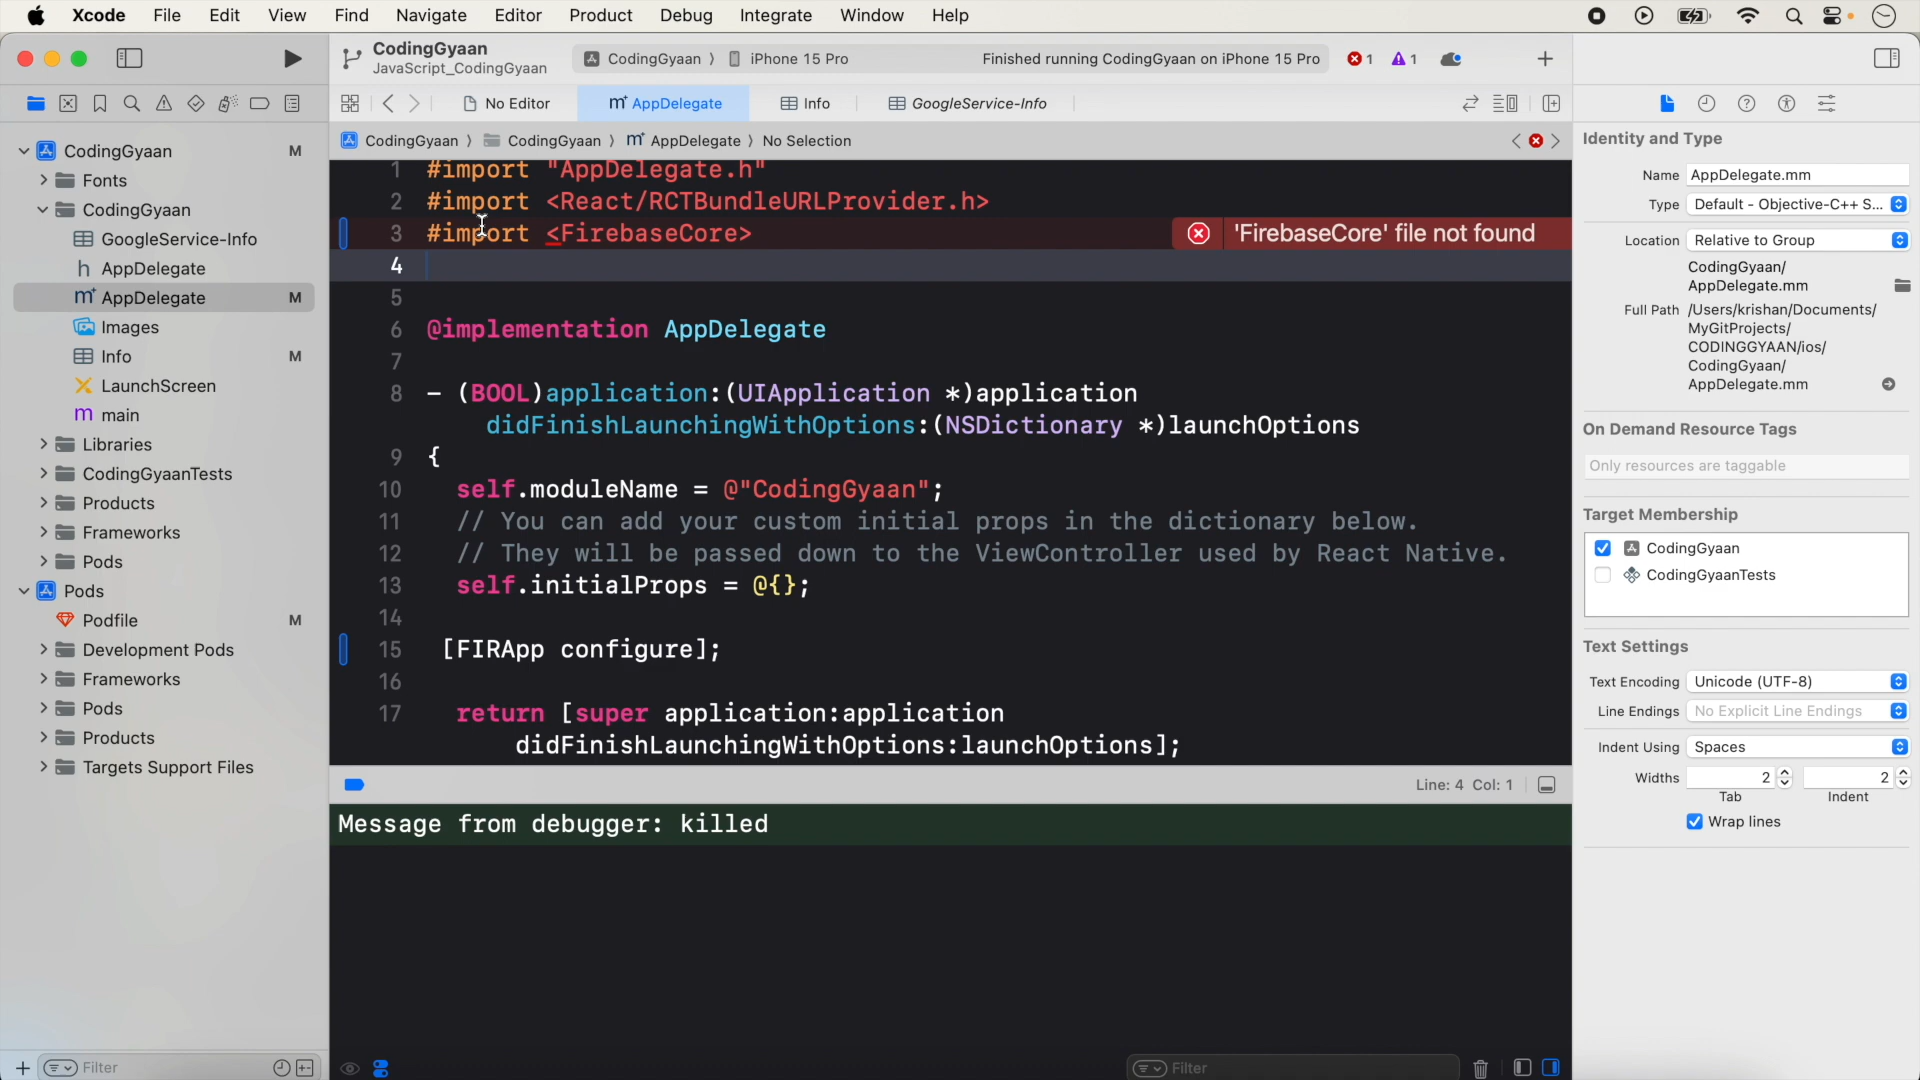 Xcode File Edit View Find Navigate Editor Product Debug Integrate Window Help
CodingGyaan
JavaScript_CodingGyaan
CodingGyaan 〉 iPhone 15 Pro
Finished running CodingGyaan on iPhone 15 Pro
1 1
No Editor
AppDelegate
Info
GoogleService-Info
CodingGyaan 〉 CodingGyaan 〉 AppDelegate 〉 No Selection
CodingGyaan M
Fonts
CodingGyaan
GoogleService-Info
h AppDelegate
m+ AppDelegate M
Images
Info M
LaunchScreen
m main
Libraries
CodingGyaanTests
Products
Frameworks
Pods
Pods
Podfile M
Development Pods
Frameworks
Pods
Products
Targets Support Files
Filter
1 #import "AppDelegate.h"
2 #import <React/RCTBundleURLProvider.h>
3 #import <FirebaseCore> 'FirebaseCore' file not found
4
5
6 @implementation AppDelegate
7
8 - (BOOL)application:(UIApplication *)application
didFinishLaunchingWithOptions:(NSDictionary *)launchOptions
9 {
10 self.moduleName = @"CodingGyaan";
11 // You can add your custom initial props in the dictionary below.
12 // They will be passed down to the ViewController used by React Native.
13 self.initialProps = @{};
14
15 [FIRApp configure];
16
17 return [super application:application
didFinishLaunchingWithOptions:launchOptions];
Line: 4 Col: 1
Message from debugger: killed
Filter
Identity and Type
Name AppDelegate.mm
Type Default - Objective-C++ S...
Location Relative to Group
CodingGyaan/
AppDelegate.mm
Full Path /Users/krishan/Documents/
MyGitProjects/
CODINGGYAAN/ios/
CodingGyaan/
AppDelegate.mm
On Demand Resource Tags
Only resources are taggable
Target Membership
CodingGyaan
CodingGyaanTests
Text Settings
Text Encoding Unicode (UTF-8)
Line Endings No Explicit Line Endings
Indent Using Spaces
Widths 2 2
Tab Indent
Wrap lines